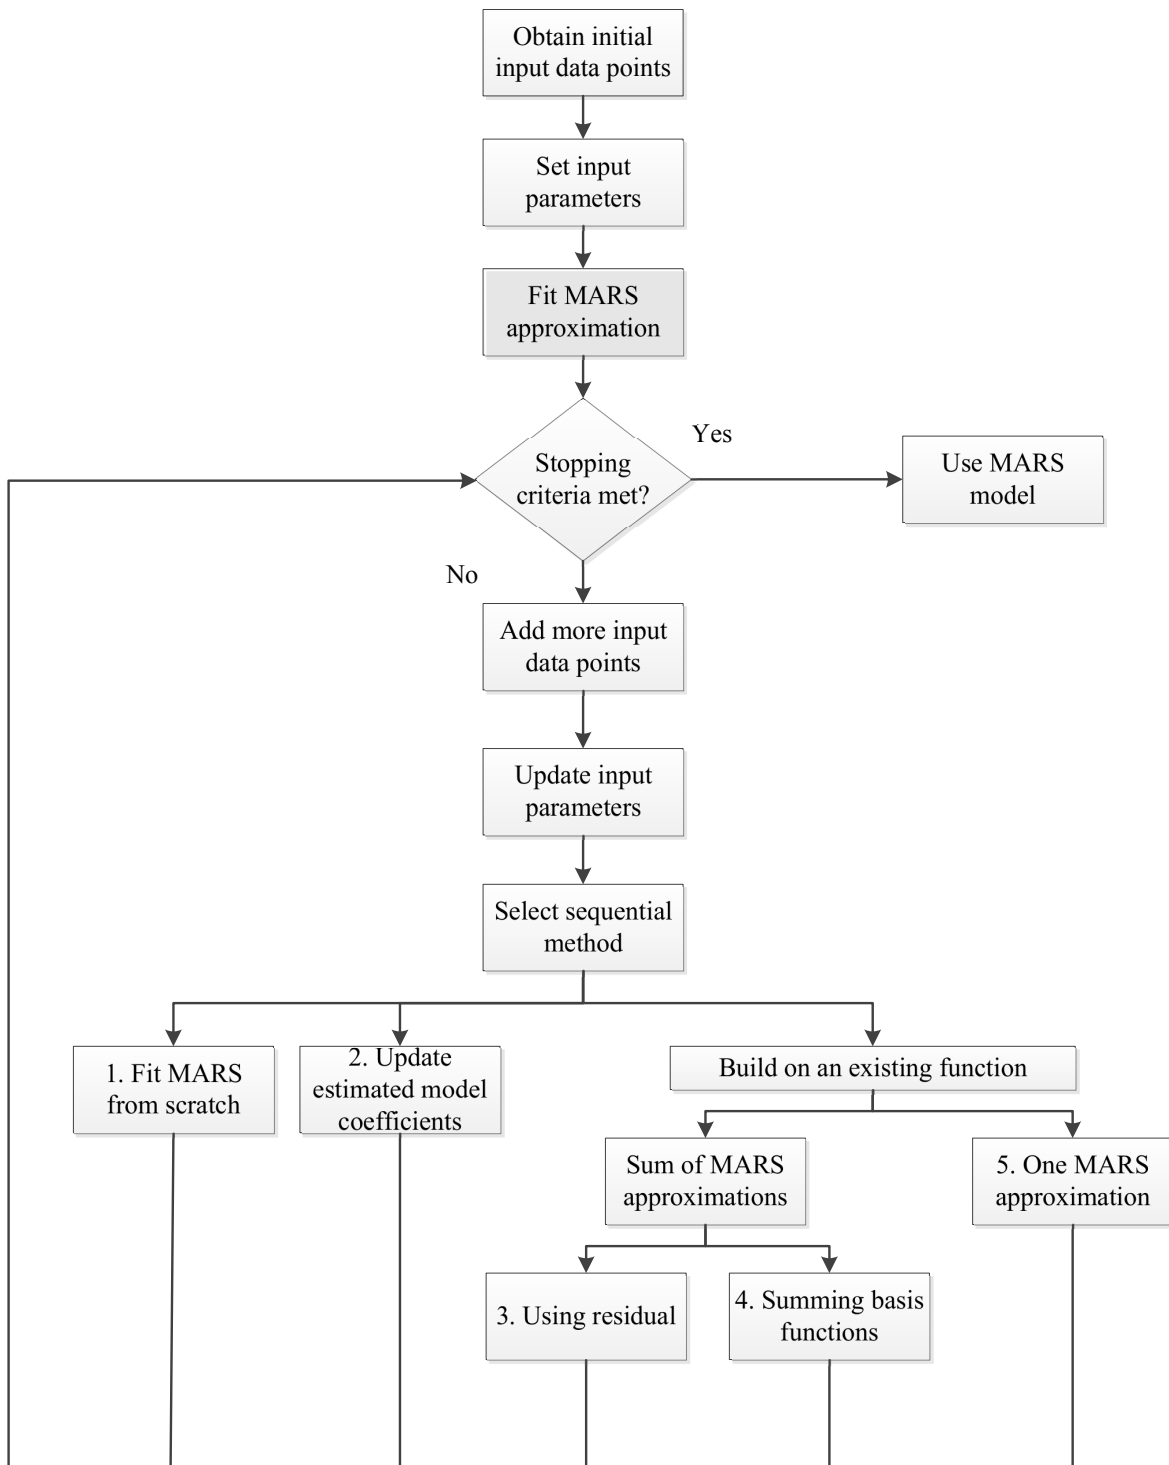 Obtain initial
input data points
Set input
parameters
Fit MARS
approximation
Stopping
criteria met?
Yes
Use MARS
model
No
Add more input
data points
Update input
parameters
Select sequential
method
1. Fit MARS
from scratch
2. Update
estimated model
coefficients
Build on an existing function
Sum of MARS
approximations
5. One MARS
approximation
3. Using residual
4. Summing basis
functions